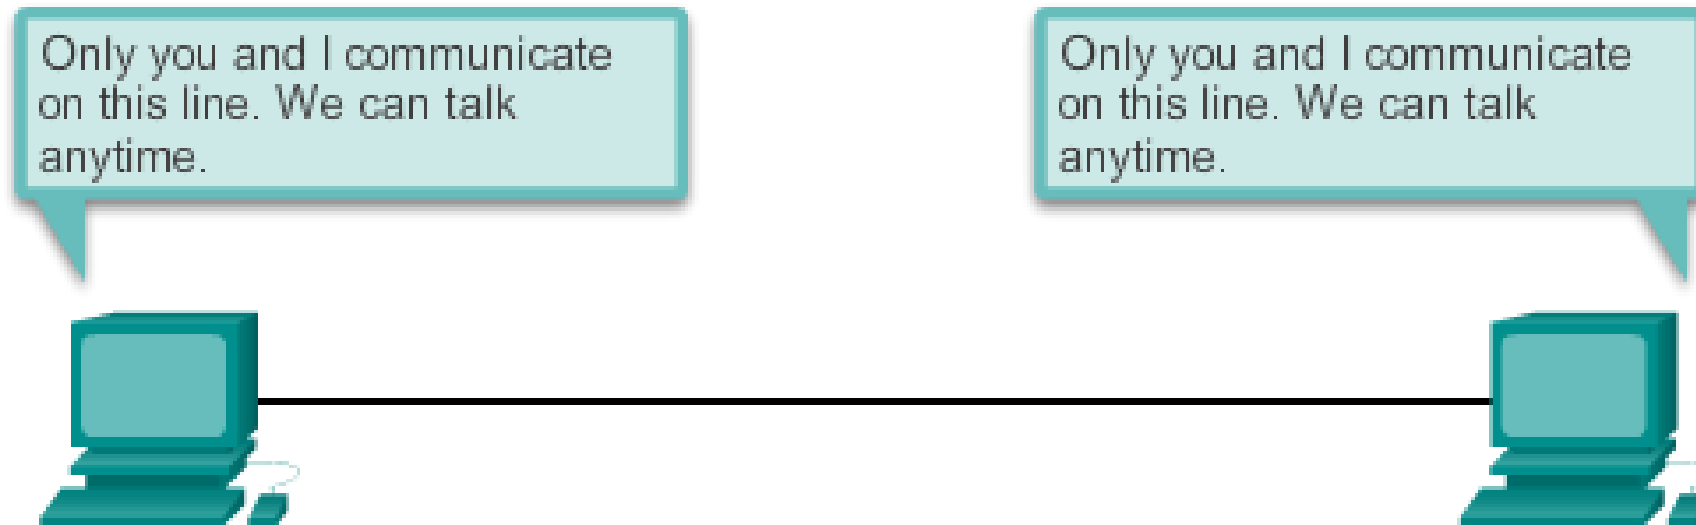 Only you and I communicate
on this line. We can talk
anytime.
Only you and I communicate
on this line. We can talk
anytime.